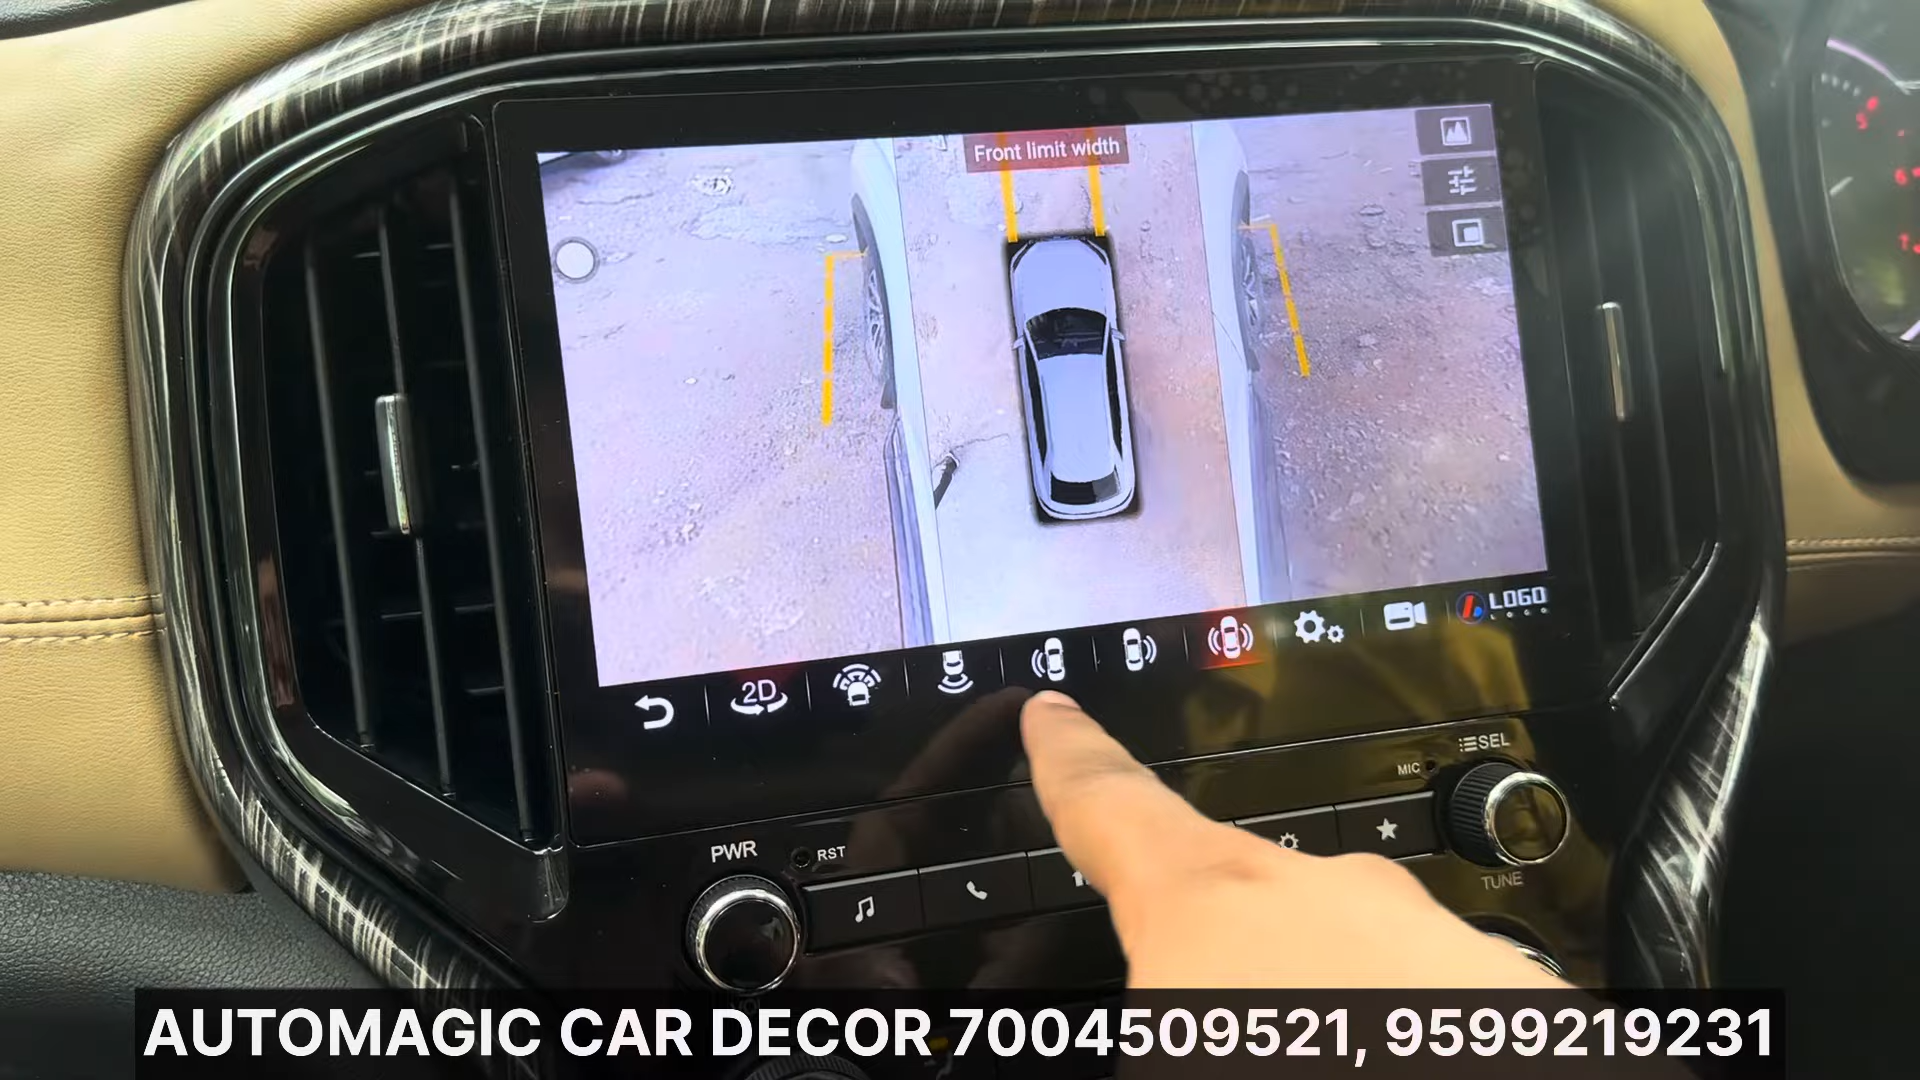 Front limit width
2D
LOGO
SEL
MIC
PWR
RST
TUNE
AUTOMAGIC CAR DECOR 7004509521, 9599219231